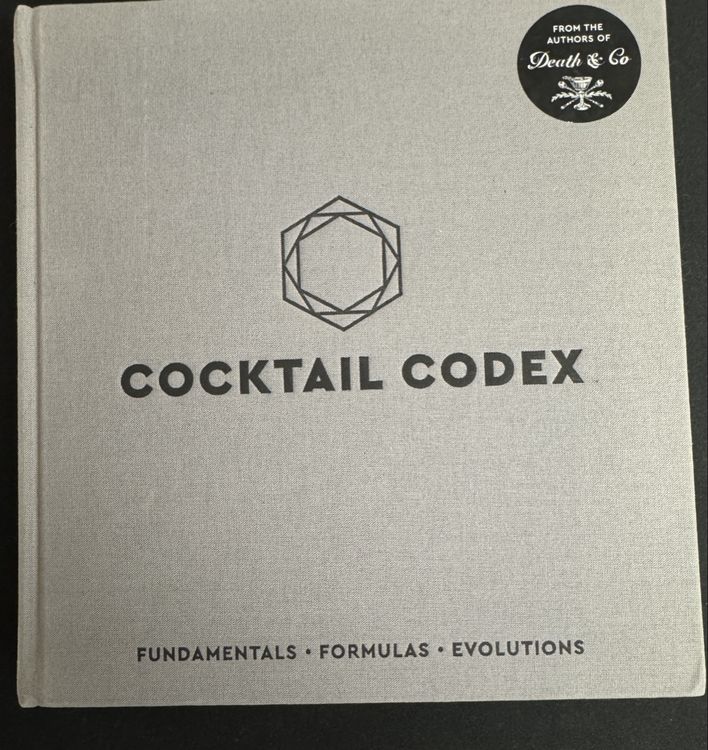 FROM THE
AUTHORS OF
Death & Co
COCKTAIL CODEX
FUNDAMENTALS • FORMULAS • EVOLUTIONS